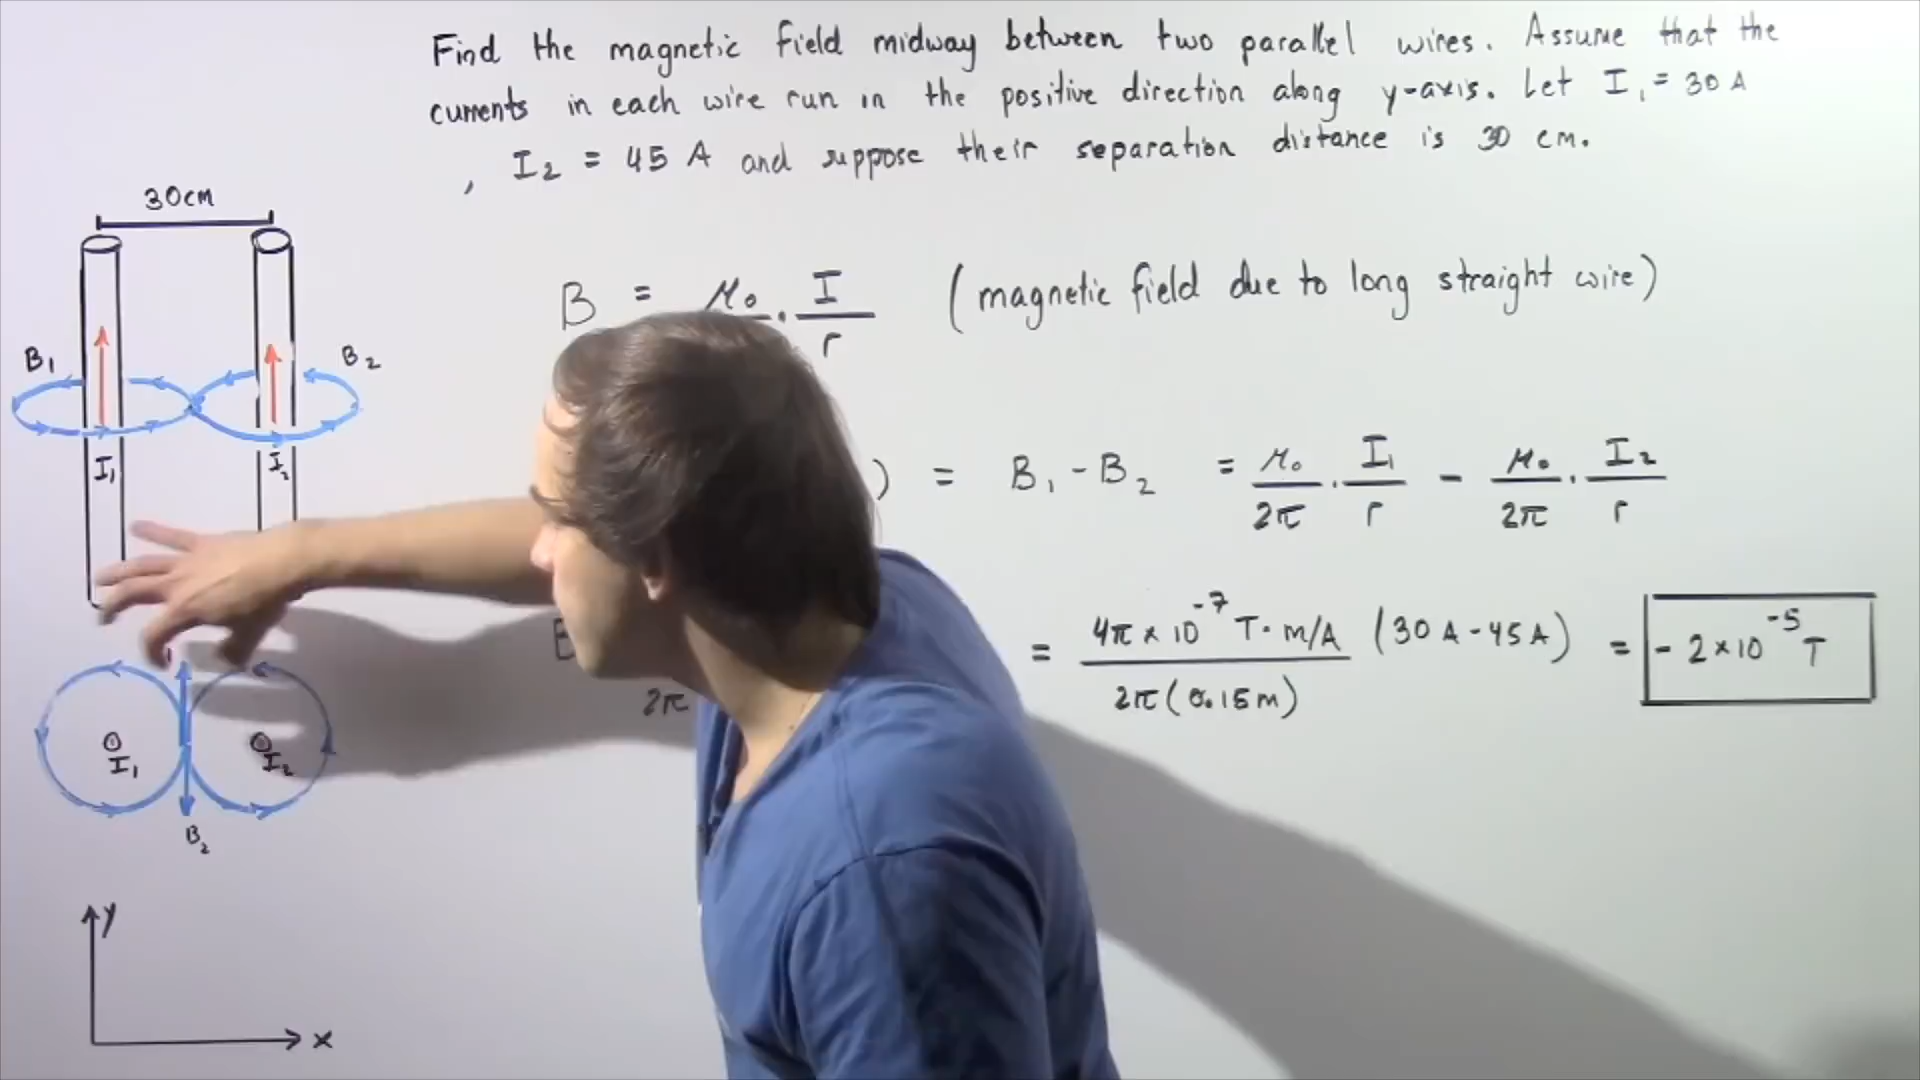 Find the magnetic field midway between two parallel wires. Assume that the
currents in each wire run in the positive direction along y-axis. Let I₁ = 30 A
, I₂ = 45 A and suppose their separation distance is 30 cm.
30cm
B = μ₀ · I/r (magnetic field due to long straight wire)
B₁ B₂
I₁ I₂
) = B₁ - B₂ = μ₀/2π · I₁/r - μ₀/2π · I₂/r
2π
= 4π × 10⁻⁷ T·m/A / 2π(0.15m) (30 A - 45 A) = - 2×10⁻⁵ T
I₁ I₂
B₂
y
x